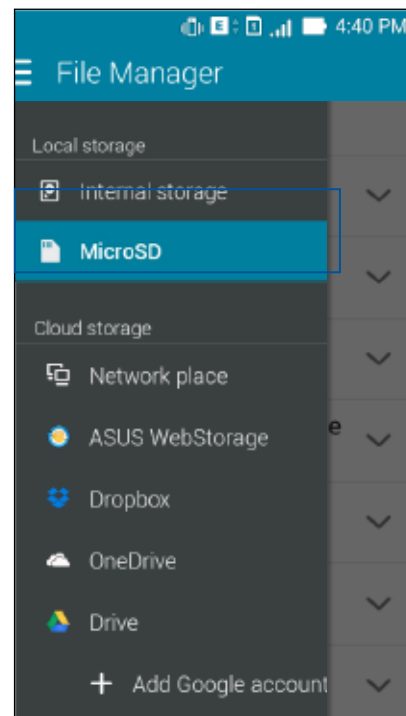 E 1 4:40 PM
File Manager
Local storage
Internal storage
MicroSD
Cloud storage
Network place
ASUS WebStorage
e
Dropbox
OneDrive
Drive
+ Add Google account